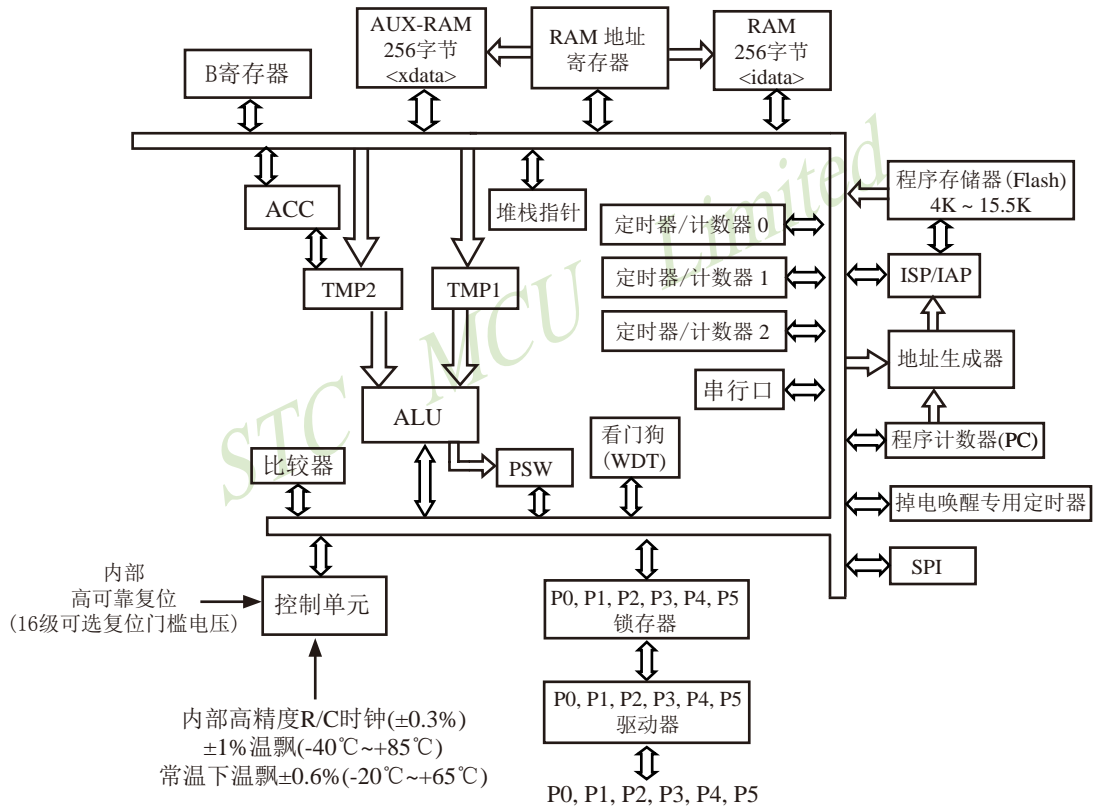 AUX-RAM
256字节
<xdata>
RAM 地址
寄存器
RAM
256字节
<idata>
B寄存器
ACC
堆栈指针
程序存储器(Flash)
4K ~ 15.5K
定时器/计数器 0
TMP2
TMP1
定时器/计数器 1
ISP/IAP
定时器/计数器 2
地址生成器
串行口
ALU
看门狗
(WDT)
程序计数器(PC)
比较器
PSW
掉电唤醒专用定时器
SPI
内部
高可靠复位
(16级可选复位门槛电压)
控制单元
P0, P1, P2, P3, P4, P5
锁存器
P0, P1, P2, P3, P4, P5
驱动器
内部高精度R/C时钟(±0.3%)
±1%温飘(-40℃~+85℃)
常温下温飘±0.6%(-20℃~+65℃)
P0, P1, P2, P3, P4, P5
STC MCU Limited